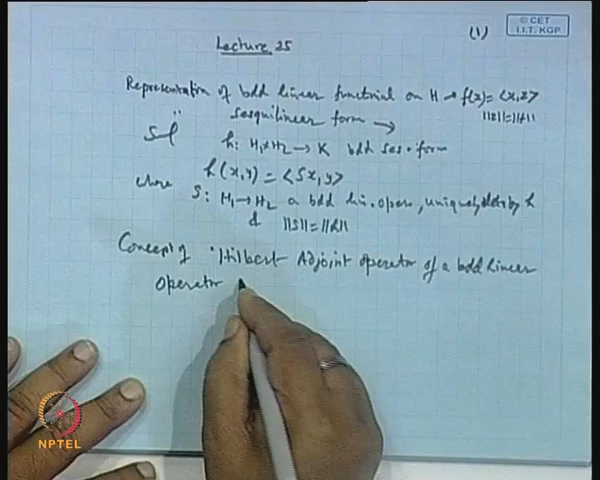 (1)
© CET
I.I.T. KGP
Lecture 25
Representation of bdd linear functional on H → f(x) = <x,z>
||z|| = ||f||
" sesquilinear form →
h: H₁×H₂ → K bdd ses. form
h(x,y) = <Sx,y>
where S: H₁ → H₂ a bdd lin. oper., uniquely detr by h
& ||S|| = ||h||
Concept of 'Hilbert Adjoint operator of a bdd linear
operator
NPTEL